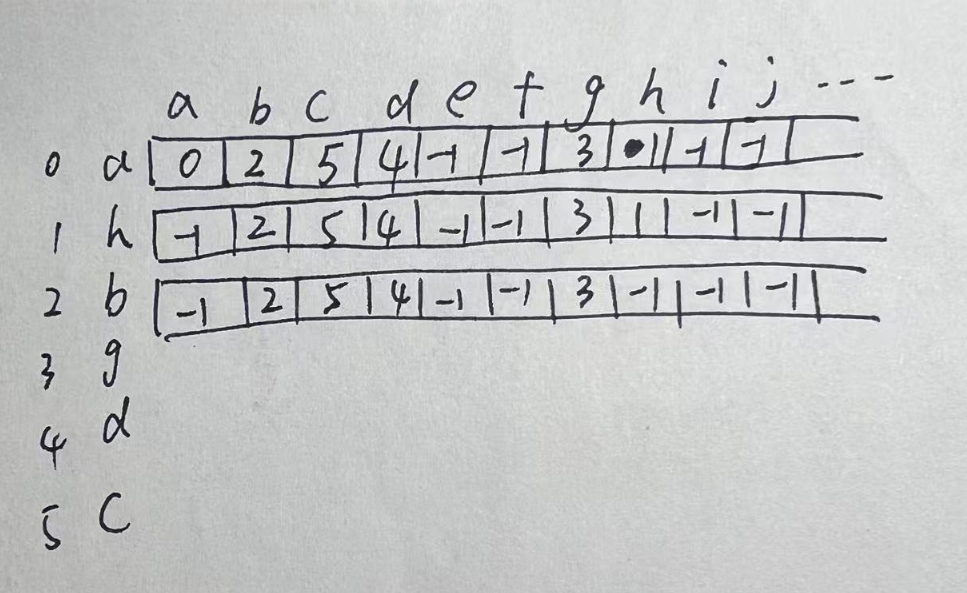 a b c d e f g h i j ---
0 a 0 2 5 4 -1 -1 3 1 -1 -1
1 h -1 2 5 4 -1 -1 3 1 -1 -1
2 b -1 2 5 4 -1 -1 3 -1 -1 -1
3 g
4 d
5 c